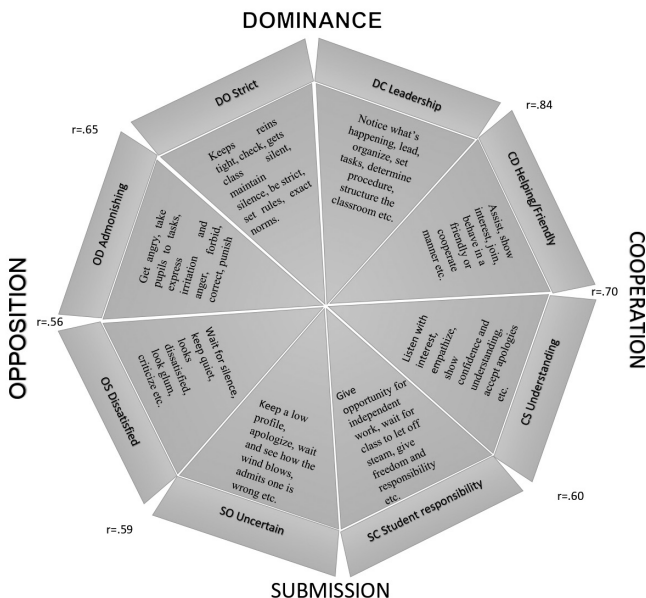 DOMINANCE
DO Strict
DC Leadership
r=.84
r=.65
Keeps reins
tight, check, gets
class silent,
maintain
silence, be strict,
set rules, exact
norms.
Notice what's
happening, lead,
organize, set
tasks, determine
procedure,
structure the
classroom etc.
CD Helping/Friendly
Assist, show
interest, join,
behave in a
friendly or
cooperate
manner etc.
OD Admonishing
Get angry, take
pupils to tasks,
express
irritation and
anger, forbid,
correct, punish
OPPOSITION
COOPERATION
r=.70
r=.56
Listen with
interest,
empathize,
show
confidence and
understanding,
accept apologies
etc.
CS Understanding
Wait for silence,
keep quiet,
looks
dissatisfied,
look glum,
criticize etc.
OS Dissatisfied
Give
opportunity for
independent
work, wait for
class to let off
steam, give
freedom and
responsibility
etc.
Keep a low
profile,
apologize, wait
and see how the
wind blows,
admits one is
wrong etc.
r=.60
r=.59
SO Uncertain
SC Student responsibility
SUBMISSION